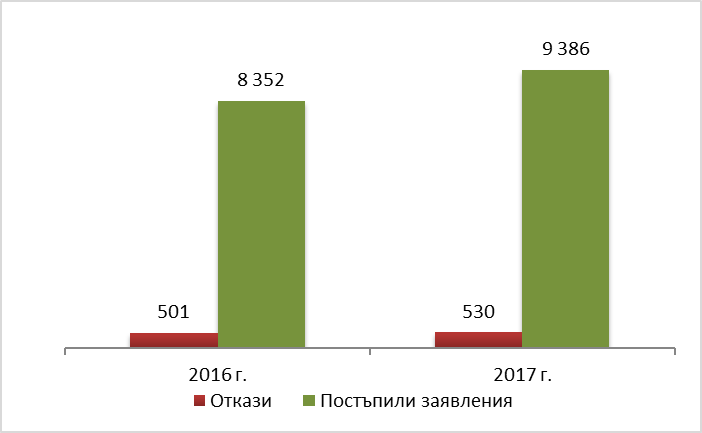 9 386
8 352
501
530
2016 г.
2017 г.
Откази
Постъпили заявления